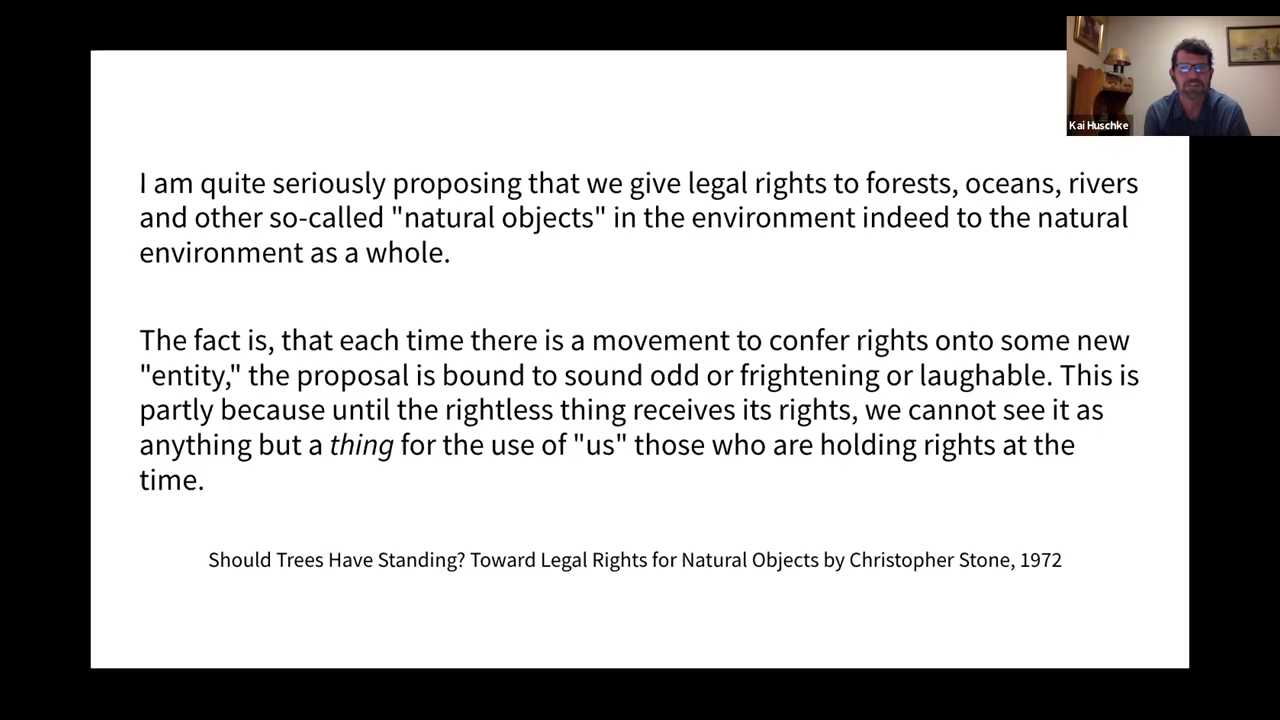 Kai Huschke
I am quite seriously proposing that we give legal rights to forests, oceans, rivers
and other so-called "natural objects" in the environment indeed to the natural
environment as a whole.
The fact is, that each time there is a movement to confer rights onto some new
"entity," the proposal is bound to sound odd or frightening or laughable. This is
partly because until the rightless thing receives its rights, we cannot see it as
anything but a thing for the use of "us" those who are holding rights at the
time.
Should Trees Have Standing? Toward Legal Rights for Natural Objects by Christopher Stone, 1972